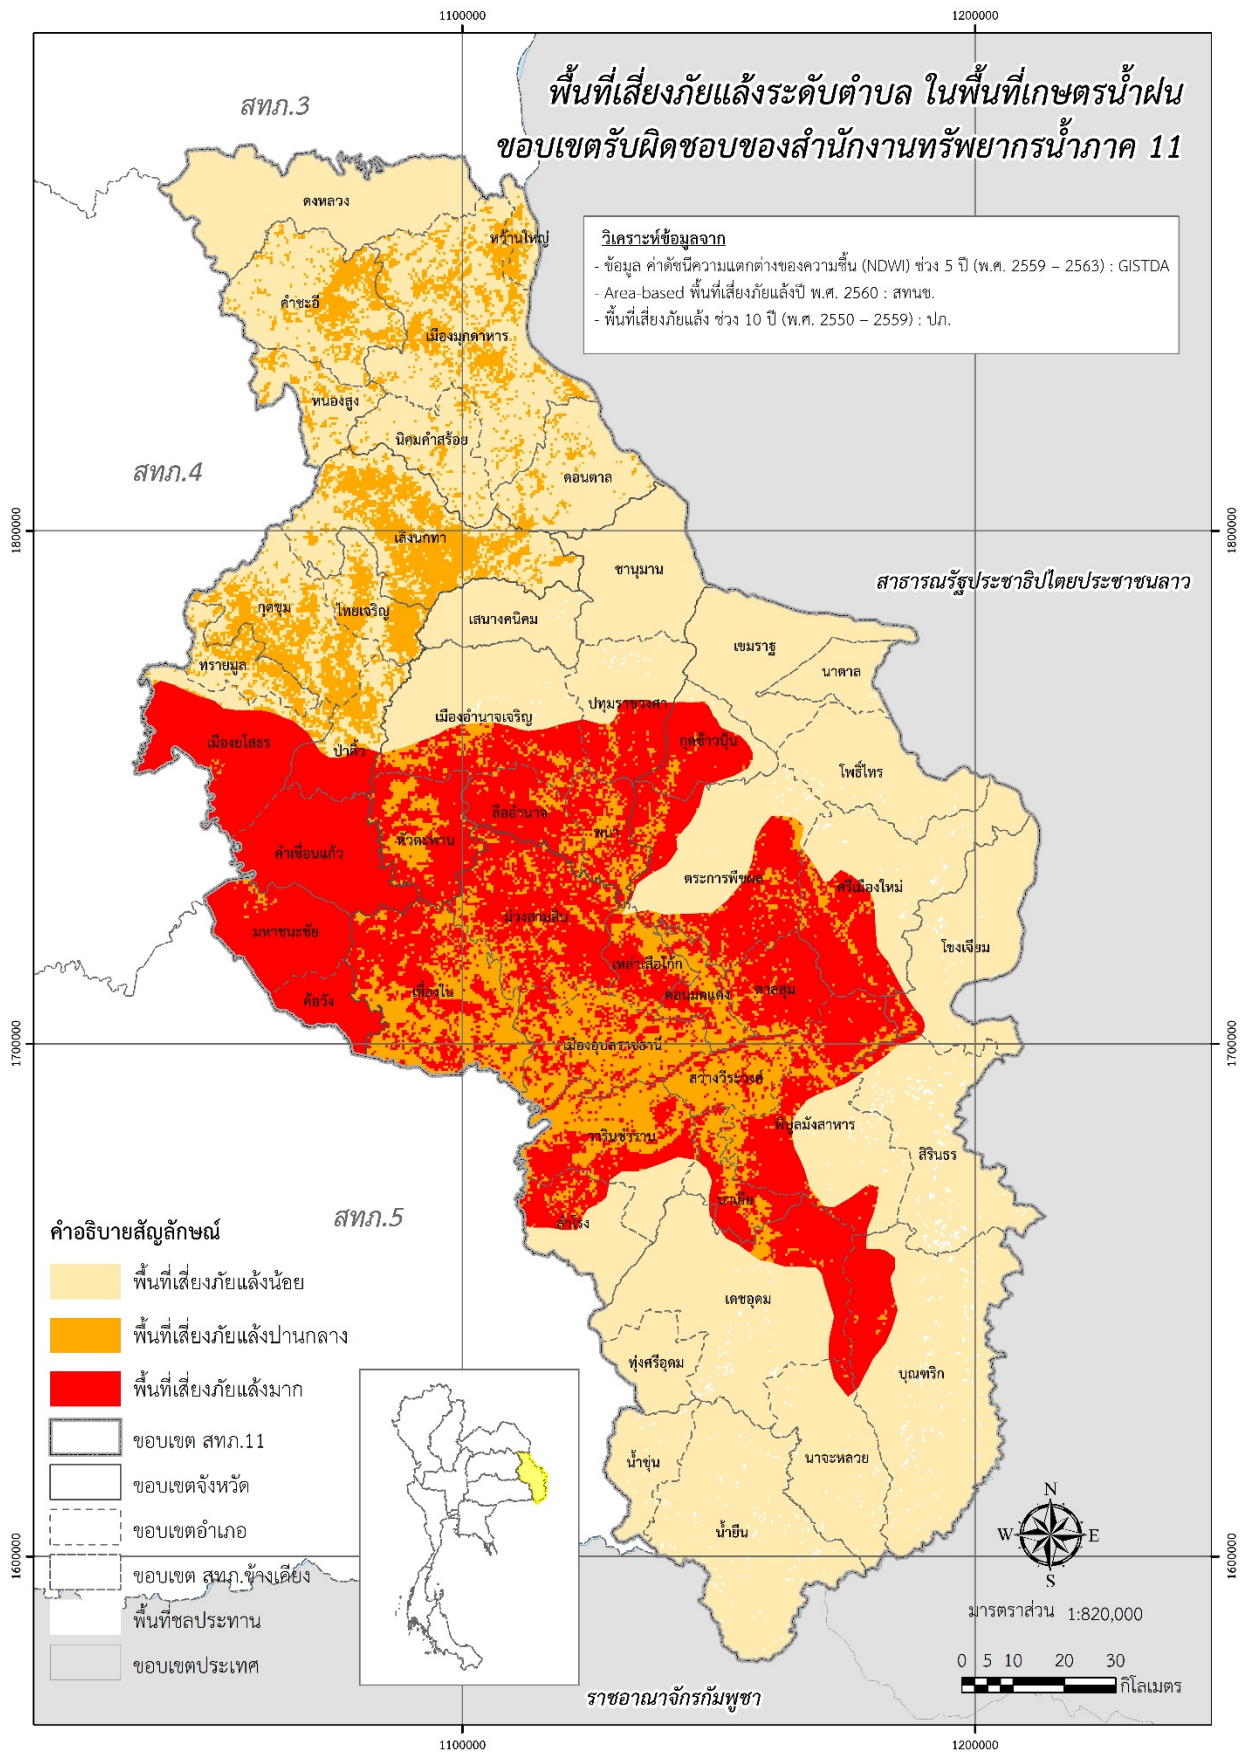 1100000
1200000
พื้นที่เสี่ยงภัยแล้งระดับตำบล ในพื้นที่เกษตรน้ำฝน
ขอบเขตรับผิดชอบของสำนักงานทรัพยากรน้ำภาค 11
สทภ.3
วิเคราะห์ข้อมูลจาก
- ข้อมูล ค่าดัชนีความแตกต่างของความชื้น (NDWI) ช่วง 5 ปี (พ.ศ. 2559 – 2563) : GISTDA
- Area-based พื้นที่เสี่ยงภัยแล้งปี พ.ศ. 2560 : สทนช.
- พื้นที่เสี่ยงภัยแล้ง ช่วง 10 ปี (พ.ศ. 2550 – 2559) : ปภ.
ดงหลวง
หว้านใหญ่
คำชะอี
เมืองมุกดาหาร
หนองสูง
นิคมคำสร้อย
สทภ.4
ดอนตาล
1800000
1800000
เลิงนกทา
ชานุมาน
สาธารณรัฐประชาธิปไตยประชาชนลาว
กุดชุม
ไทยเจริญ
เสนางคนิคม
เขมราฐ
ทรายมูล
นาตาล
ปทุมราชวงศา
เมืองอำนาจเจริญ
เมืองยโสธร
ป่าติ้ว
กุดข้าวปุ้น
โพธิ์ไทร
ลืออำนาจ
หัวตะพาน
พนา
คำเขื่อนแก้ว
ตระการพืชผล
ศรีเมืองใหม่
ม่วงสามสิบ
มหาชนะชัย
โขงเจียม
เหล่าเสือโก้ก
เขื่องใน
ดอนมดแดง
ตาลสุม
ค้อวัง
1700000
1700000
เมืองอุบลราชธานี
สว่างวีระวงศ์
พิบูลมังสาหาร
วารินชำราบ
สิรินธร
นาเยีย
สทภ.5
สำโรง
คำอธิบายสัญลักษณ์
พื้นที่เสี่ยงภัยแล้งน้อย
พื้นที่เสี่ยงภัยแล้งปานกลาง
พื้นที่เสี่ยงภัยแล้งมาก
ขอบเขต สทภ.11
ขอบเขตจังหวัด
ขอบเขตอำเภอ
ขอบเขต สทภ.ข้างเคียง
พื้นที่ชลประทาน
ขอบเขตประเทศ
เดชอุดม
ทุ่งศรีอุดม
บุณฑริก
น้ำขุ่น
นาจะหลวย
น้ำยืน
1600000
1600000
N
W
E
S
มารตราส่วน 1:820,000
0 5 10 20 30
กิโลเมตร
ราชอาณาจักรกัมพูชา
1100000
1200000